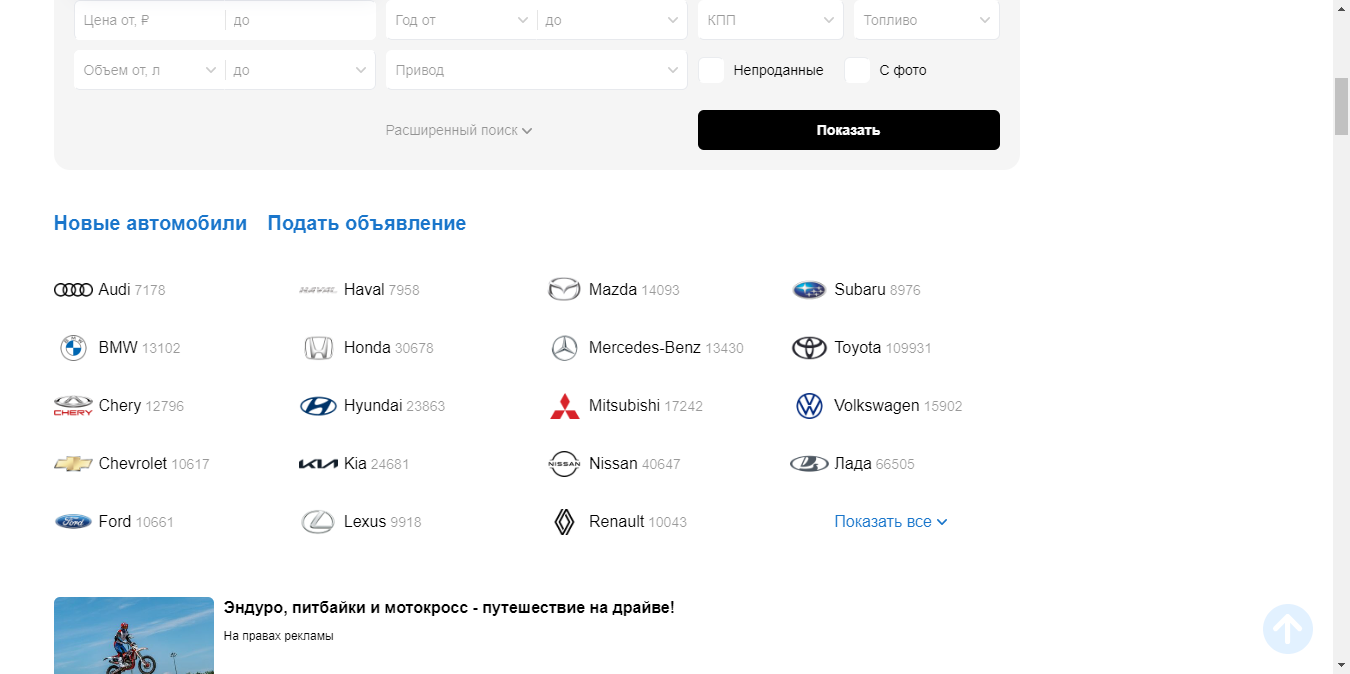 Цена от, ₽ до Год от до КПП Топливо
Объем от, л до Привод Непроданные С фото
Расширенный поиск Показать
Новые автомобили Подать объявление
Audi 7178 HAVAL Haval 7958 Mazda 14093 Subaru 8976
BMW 13102 Honda 30678 Mercedes-Benz 13430 Toyota 109931
CHERY Chery 12796 Hyundai 23863 Mitsubishi 17242 Volkswagen 15902
Chevrolet 10617 KIA Kia 24681 NISSAN Nissan 40647 Лада 66505
Ford Ford 10661 Lexus 9918 Renault 10043 Показать все
Эндуро, питбайки и мотокросс - путешествие на драйве!
На правах рекламы